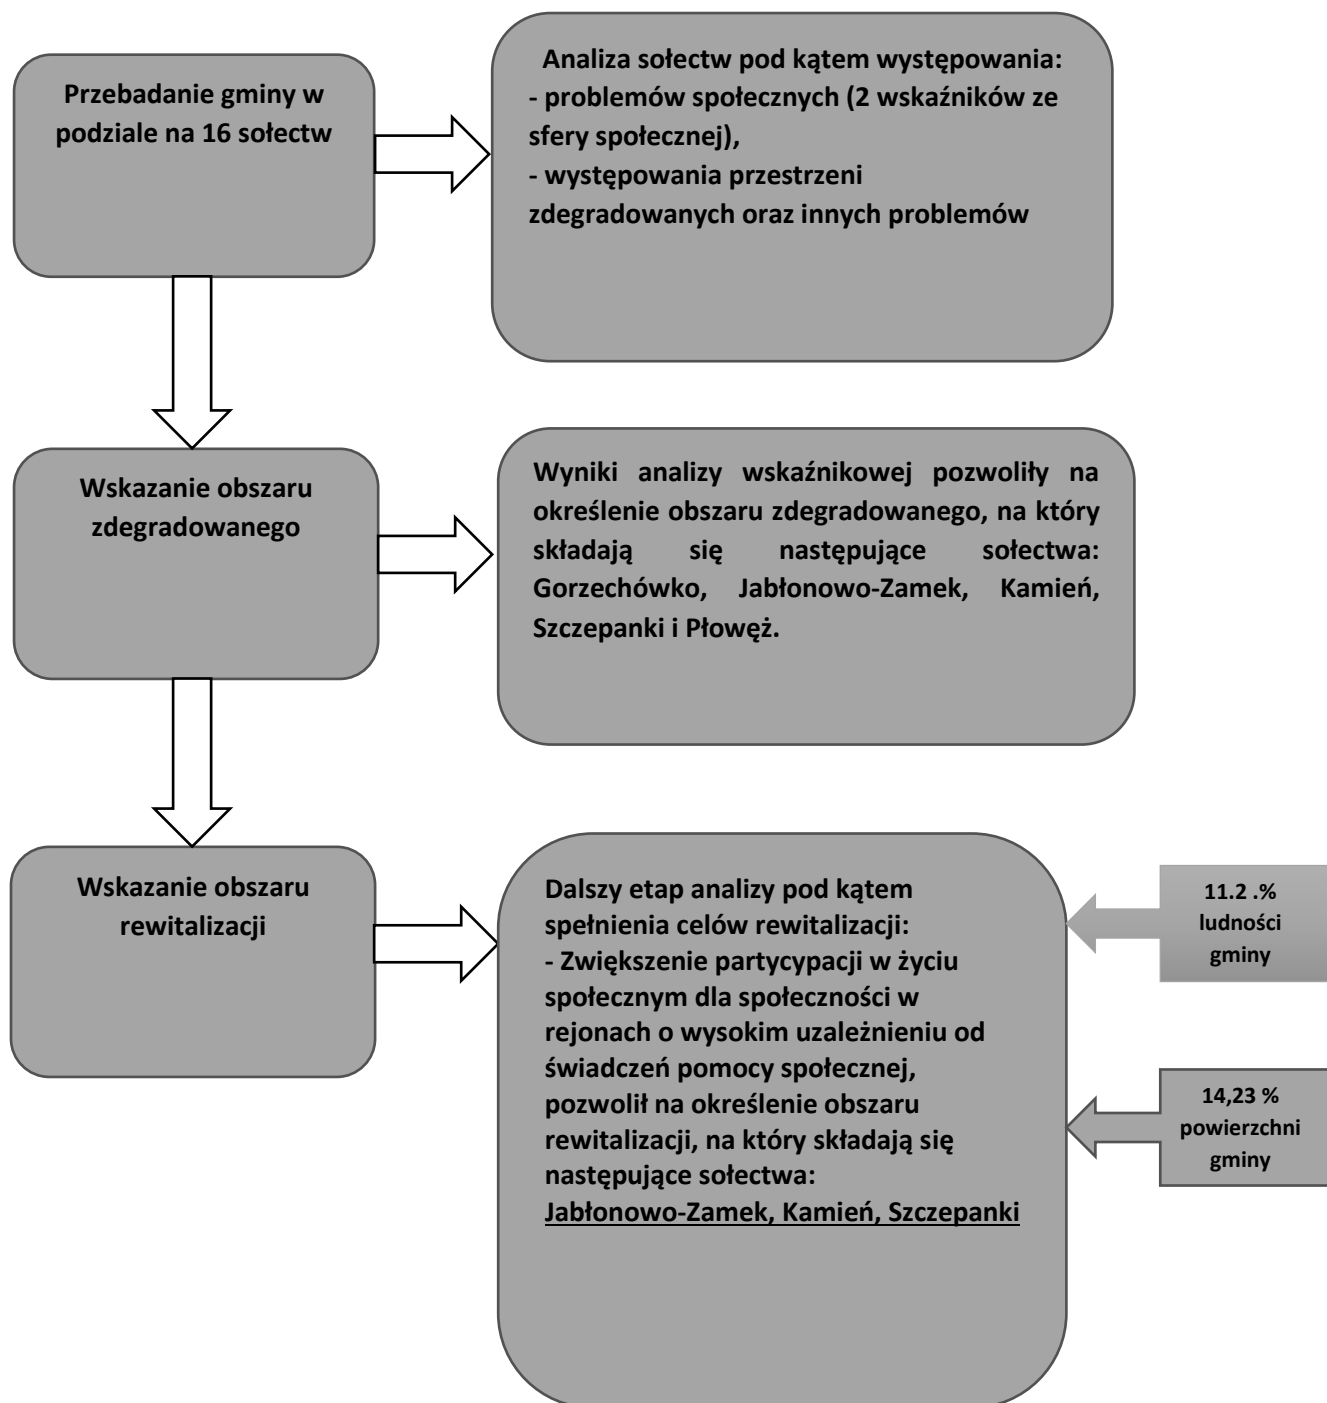 Przebadanie gminy w
podziale na 16 sołectw
Analiza sołectw pod kątem występowania:
- problemów społecznych (2 wskaźników ze
sfery społecznej),
- występowania przestrzeni
zdegradowanych oraz innych problemów
Wskazanie obszaru
zdegradowanego
Wyniki analizy wskaźnikowej pozwoliły na
określenie obszaru zdegradowanego, na który
składają się następujące sołectwa:
Gorzechówko, Jabłonowo-Zamek, Kamień,
Szczepanki i Płowęż.
Wskazanie obszaru
rewitalizacji
Dalszy etap analizy pod kątem
spełnienia celów rewitalizacji:
- Zwiększenie partycypacji w życiu
społecznym dla społeczności w
rejonach o wysokim uzależnieniu od
świadczeń pomocy społecznej,
pozwolił na określenie obszaru
rewitalizacji, na który składają się
następujące sołectwa:
Jabłonowo-Zamek, Kamień, Szczepanki
11.2 .%
ludności
gminy
14,23 %
powierzchni
gminy